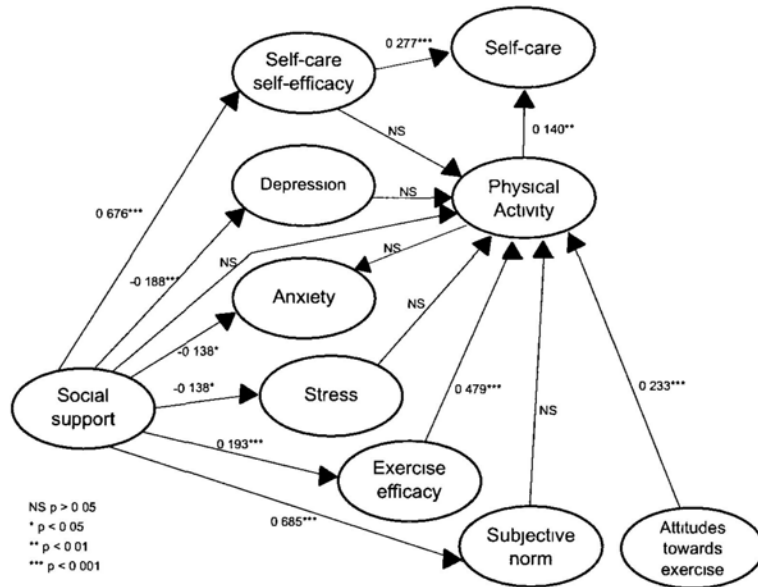 0 277***
Self-care
Self-care
self-efficacy
NS
0 140**
Depression
NS
Physical
Activity
0 676***
NS
-0 188***
Anxiety
NS
-0 138*
Social
support
-0 138*
Stress
0 479***
0 233***
NS
0 193***
Exercise
efficacy
0 685***
Subjective
norm
Attitudes
towards
exercise
NS p > 0 05
* p < 0 05
** p < 0 01
*** p < 0 001